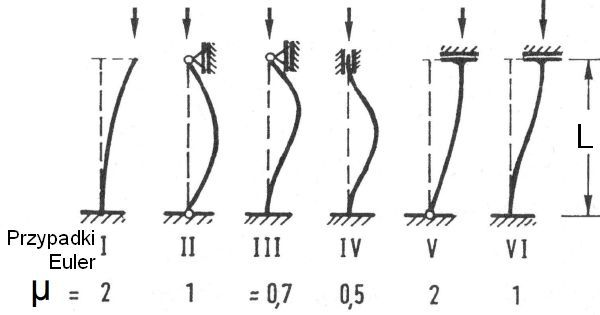 L
Przypadki
Euler
I II III IV V VI
μ = 2 1 ≈ 0,7 0,5 2 1